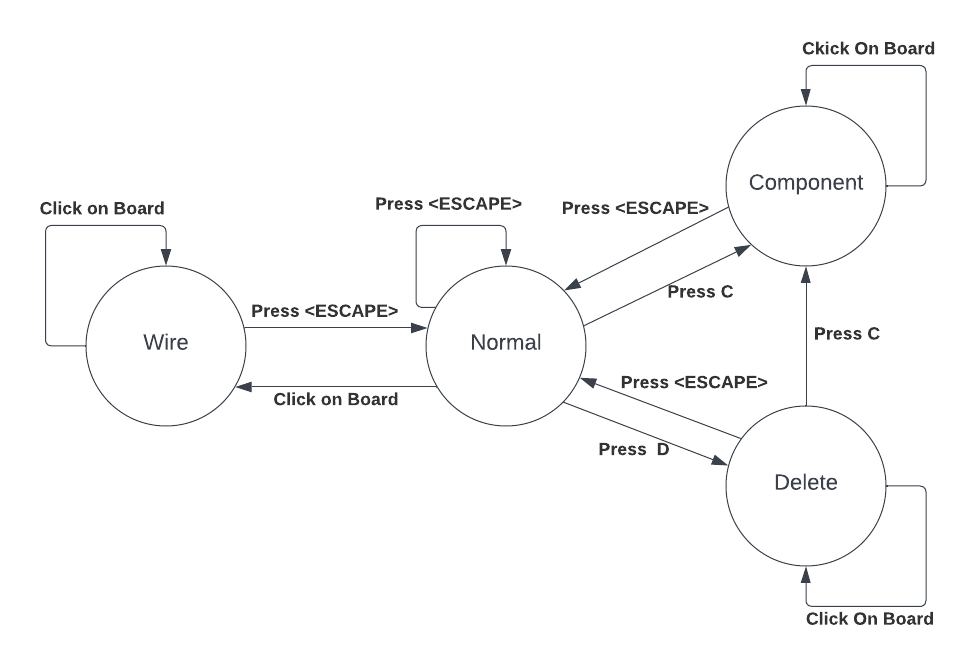 Ckick On Board
Component
Click on Board
Press <ESCAPE>
Press <ESCAPE>
Press C
Press <ESCAPE>
Wire
Normal
Press C
Click on Board
Press <ESCAPE>
Press  D
Delete
Click On Board